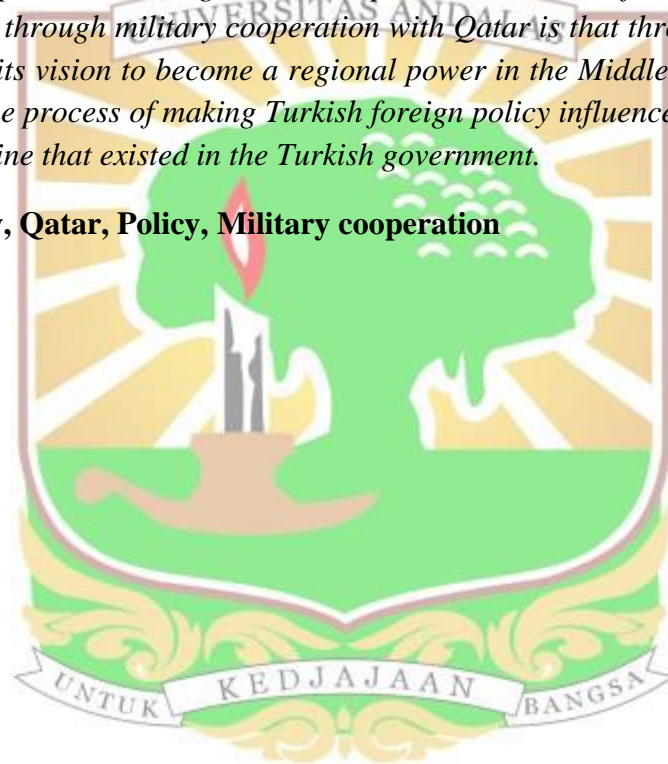 UNIVERSITAS ANDALAS
through military cooperation with Qatar is that
its vision to become a regional power in the Middle
process of making Turkish foreign policy influence
ine that existed in the Turkish government.
y, Qatar, Policy, Military cooperation
UNTUK KEDJAJAAN BANGSA